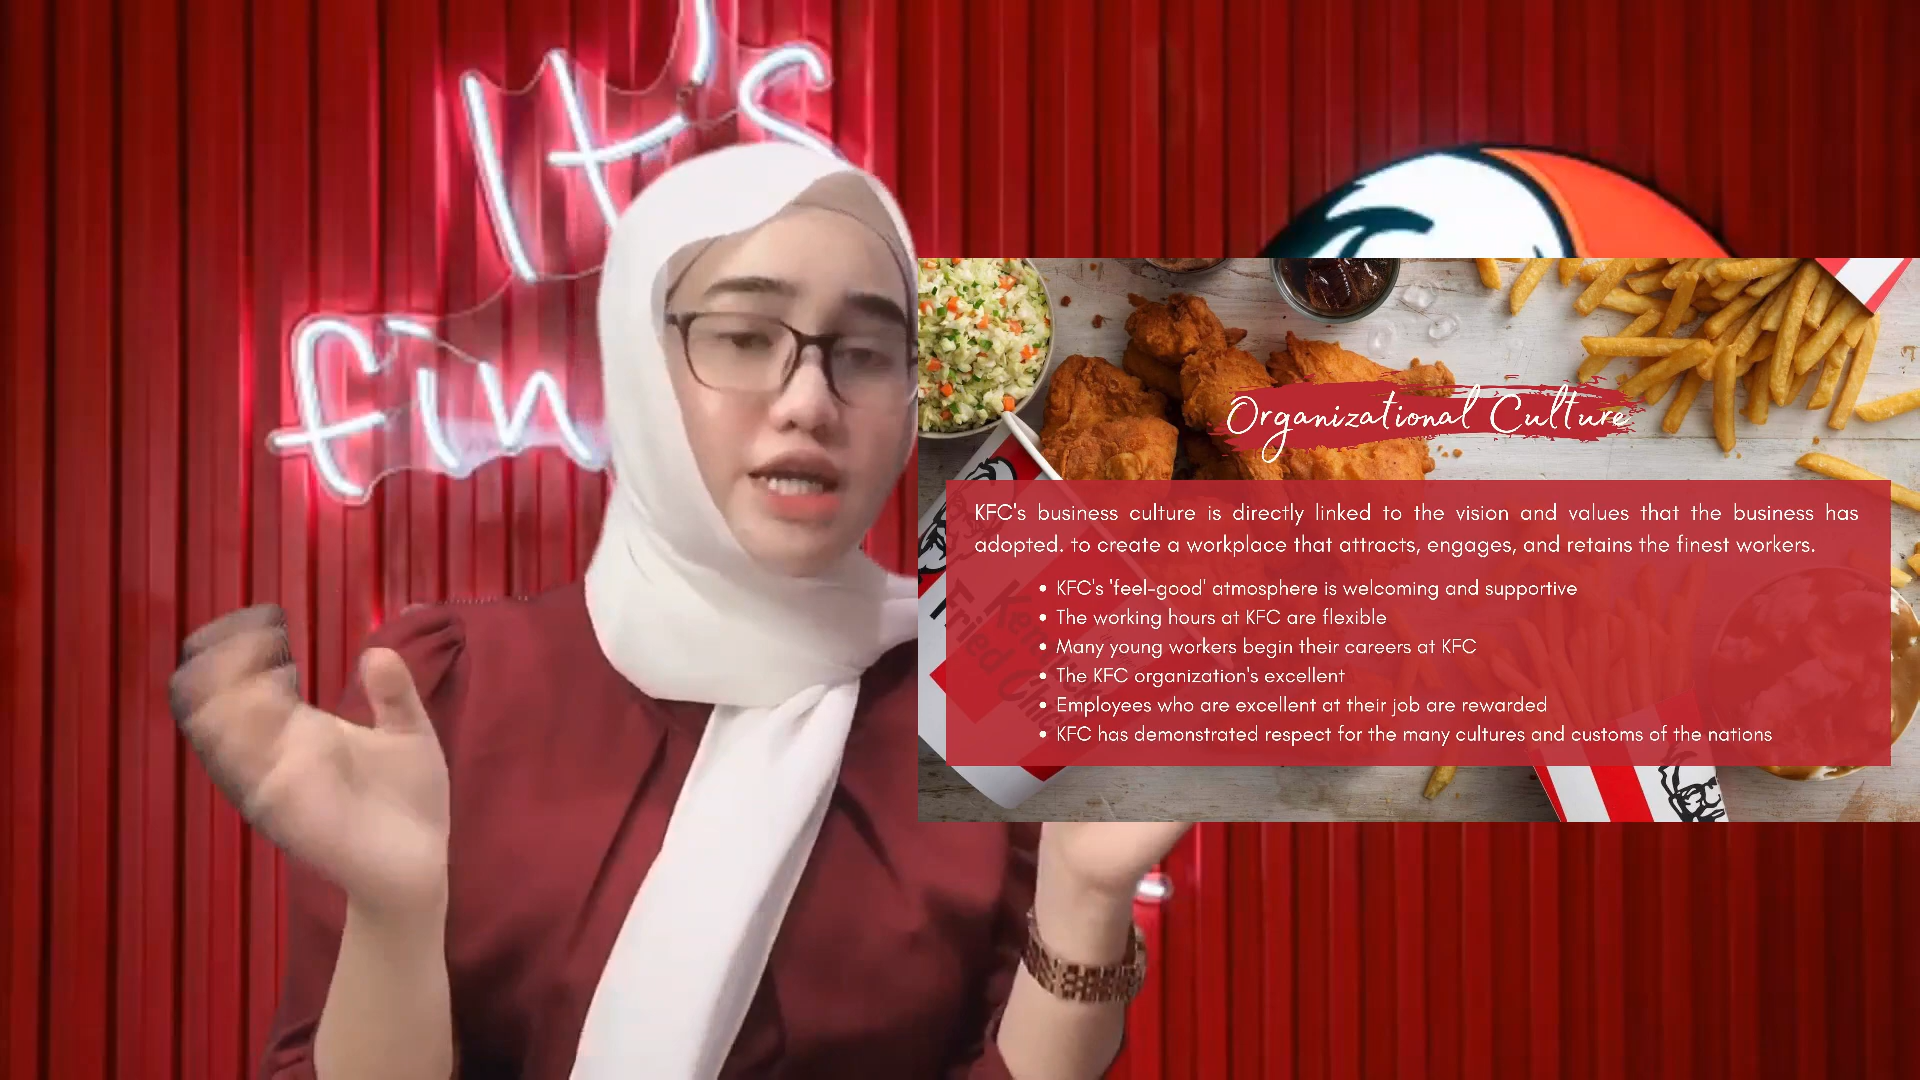 It's
fin
Organizational Culture
KFC's business culture is directly linked to the vision and values that the business has
adopted. to create a workplace that attracts, engages, and retains the finest workers.
• KFC's 'feel-good' atmosphere is welcoming and supportive
• The working hours at KFC are flexible
• Many young workers begin their careers at KFC
• The KFC organization's excellent
• Employees who are excellent at their job are rewarded
• KFC has demonstrated respect for the many cultures and customs of the nations